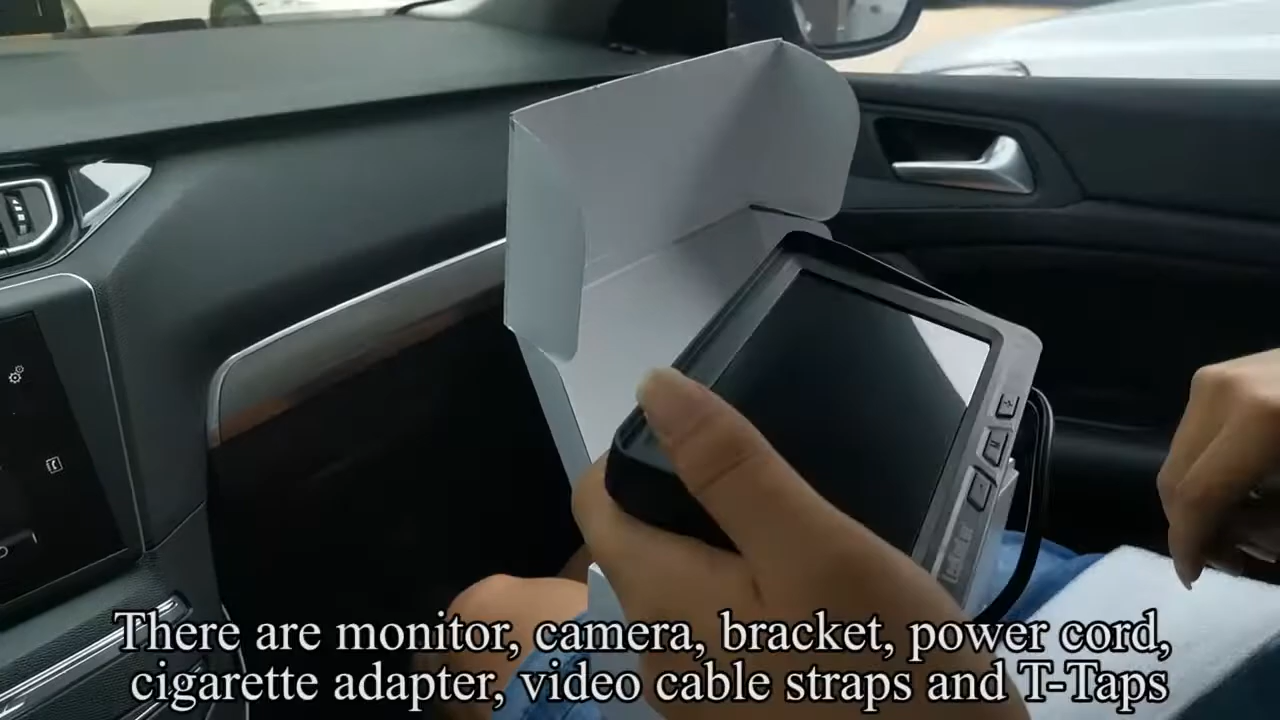 There are monitor, camera, bracket, power cord,
cigarette adapter, video cable straps and T-Taps